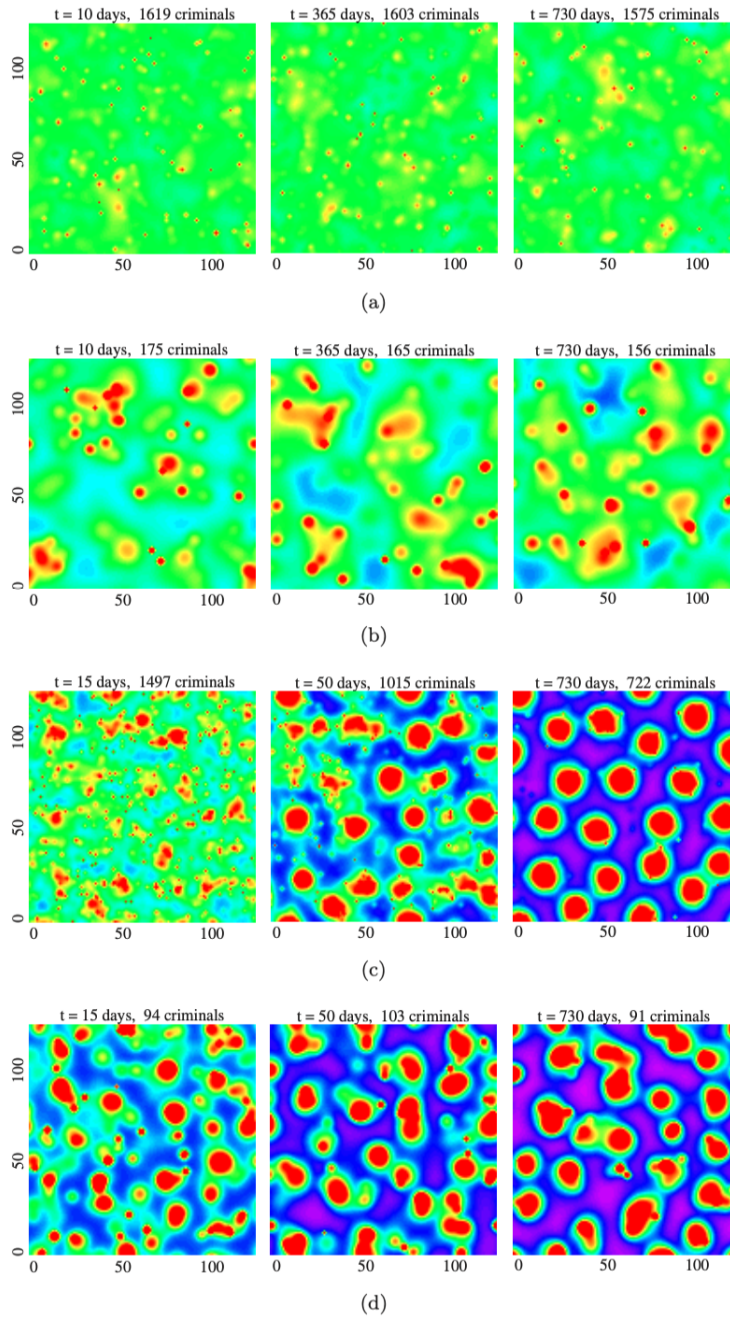 t = 10 days, 1619 criminals t = 365 days, 1603 criminals t = 730 days, 1575 criminals
100
50
0
0 50 100 0 50 100 0 50 100
(a)
t = 10 days, 175 criminals t = 365 days, 165 criminals t = 730 days, 156 criminals
100
50
0
0 50 100 0 50 100 0 50 100
(b)
t = 15 days, 1497 criminals t = 50 days, 1015 criminals t = 730 days, 722 criminals
100
50
0
0 50 100 0 50 100 0 50 100
(c)
t = 15 days, 94 criminals t = 50 days, 103 criminals t = 730 days, 91 criminals
100
50
0
0 50 100 0 50 100 0 50 100
(d)